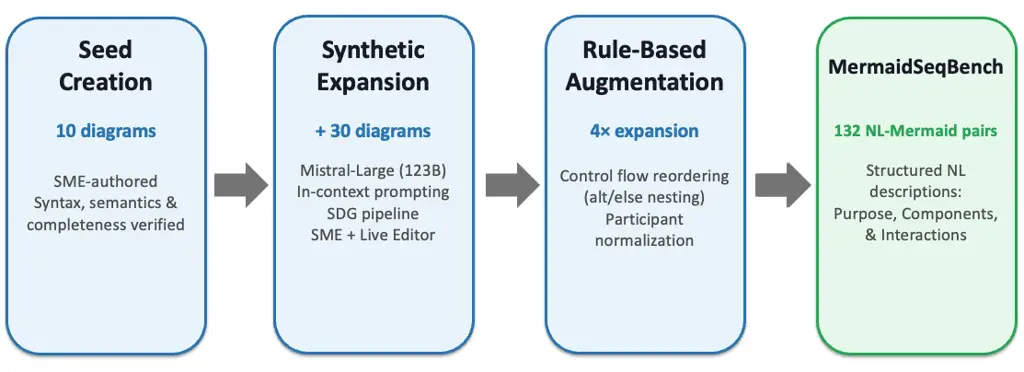 Seed
Creation
10 diagrams
SME-authored
Syntax, semantics &
completeness verified
Synthetic
Expansion
+ 30 diagrams
Mistral-Large (123B)
In-context prompting
SDG pipeline
SME + Live Editor
Rule-Based
Augmentation
4× expansion
Control flow reordering
(alt/else nesting)
Participant
normalization
MermaidSeqBench
132 NL-Mermaid pairs
Structured NL
descriptions:
Purpose, Components,
& Interactions